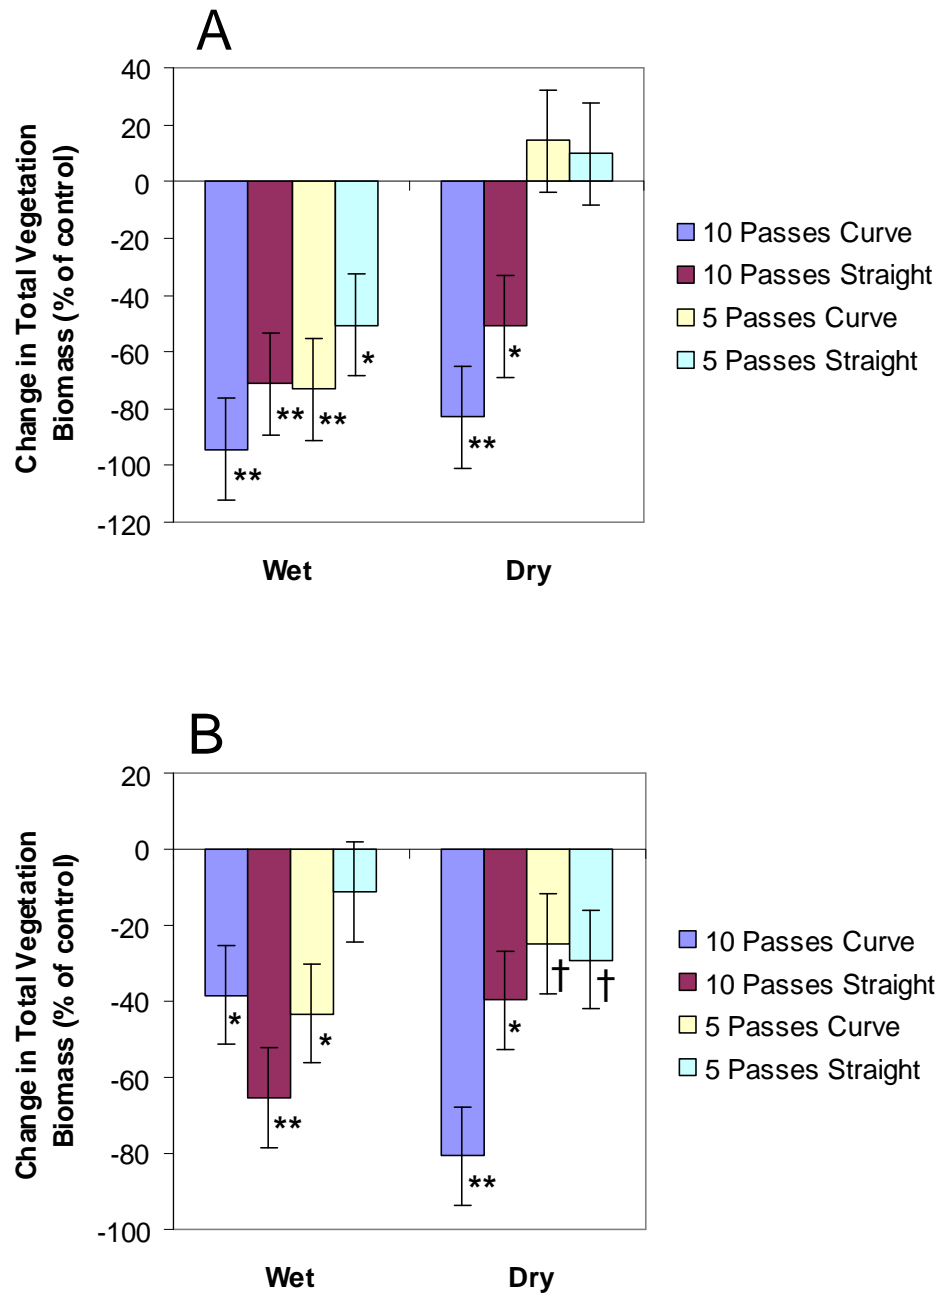 A
40
20
0
-20
-40
-60
-80
-100
-120
Change in Total Vegetation
Biomass (% of control)
**
**
**
*
**
*
Wet
Dry
10 Passes Curve
10 Passes Straight
5 Passes Curve
5 Passes Straight
B
20
0
-20
-40
-60
-80
-100
Change in Total Vegetation
Biomass (% of control)
*
**
*
**
*
†
†
Wet
Dry
10 Passes Curve
10 Passes Straight
5 Passes Curve
5 Passes Straight